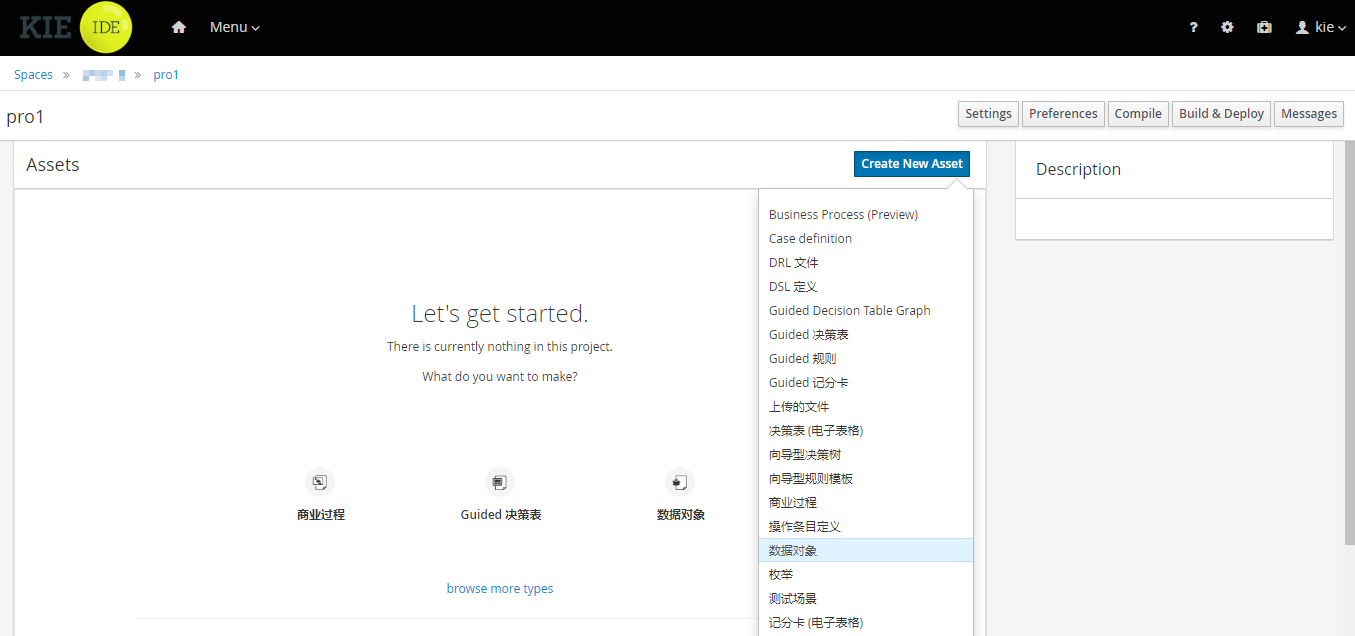 KIE IDE Menu ? kie
Spaces » » pro1
pro1 Settings Preferences Compile Build & Deploy Messages
Assets Create New Asset
Description
Let's get started.
There is currently nothing in this project.
What do you want to make?
商业过程 Guided 决策表 数据对象
browse more types
Business Process (Preview)
Case definition
DRL 文件
DSL 定义
Guided Decision Table Graph
Guided 决策表
Guided 规则
Guided 记分卡
上传的文件
决策表 (电子表格)
向导型决策树
向导型规则模板
商业过程
操作条目定义
数据对象
枚举
测试场景
记分卡 (电子表格)